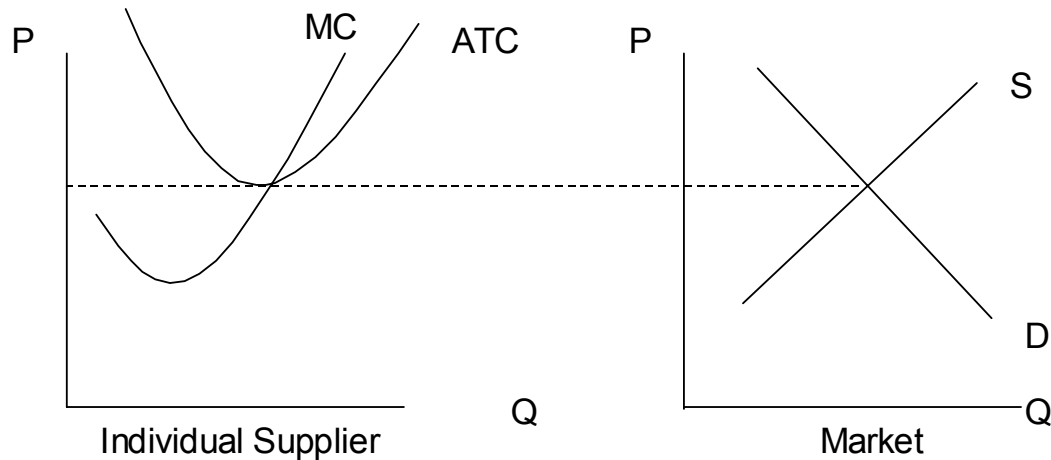 P
MC
ATC
Q
Individual Supplier
P
S
D
Q
Market